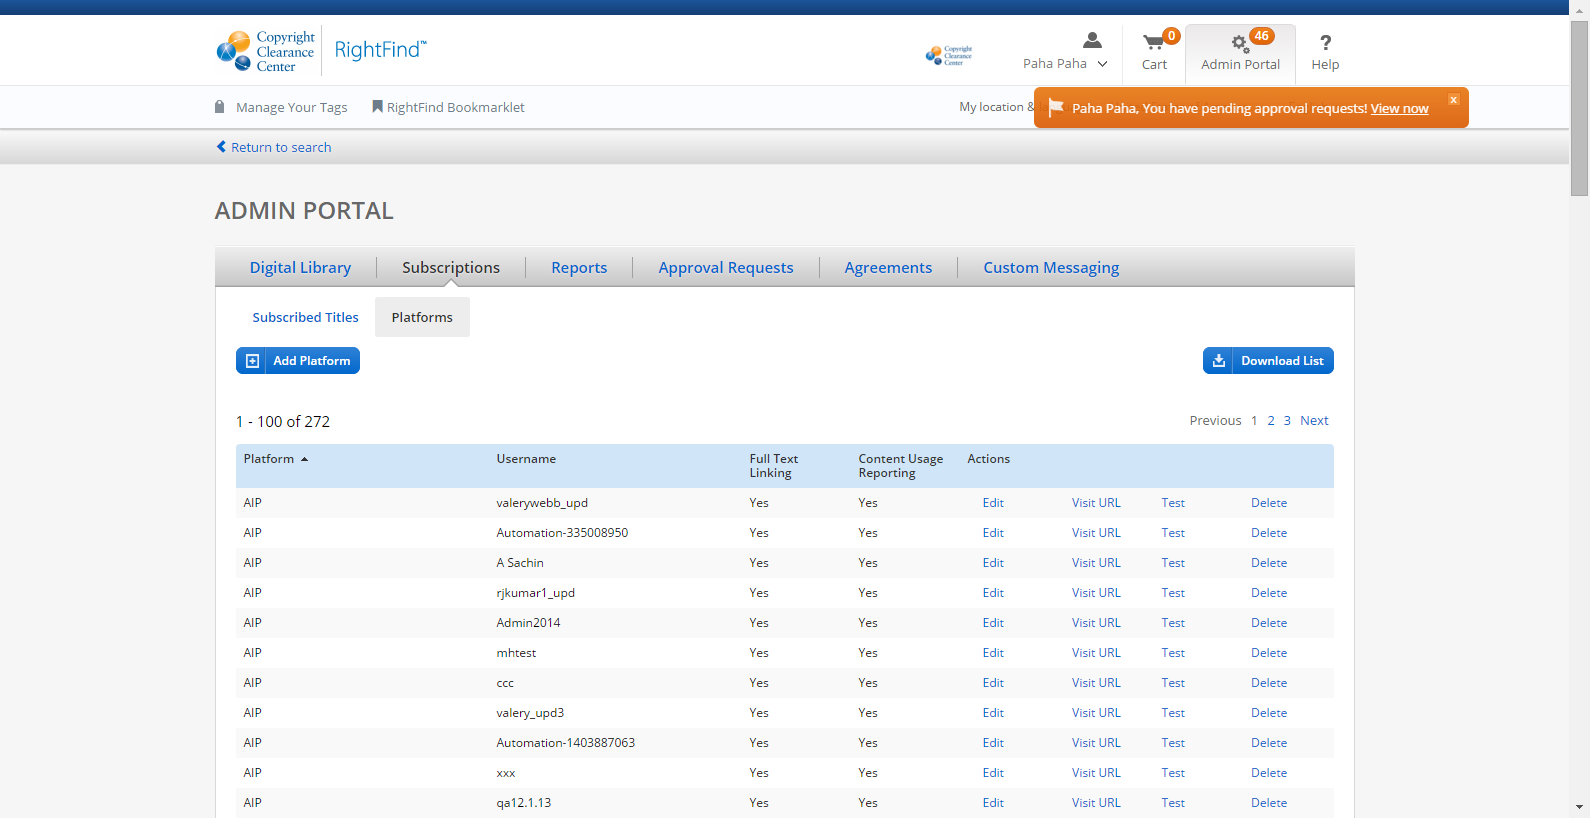 Copyright
Clearance
Center
RightFind™
Copyright
Clearance
Center
Paha Paha
0
Cart
46
Admin Portal
?
Help
Manage Your Tags
RightFind Bookmarklet
My location &
Paha Paha, You have pending approval requests! View now
x
Return to search
ADMIN PORTAL
Digital Library
Subscriptions
Reports
Approval Requests
Agreements
Custom Messaging
Subscribed Titles
Platforms
Add Platform
Download List
1 - 100 of 272
Previous 1 2 3 Next
Platform Username Full Text Linking Content Usage Reporting Actions
AIP valerywebb_upd Yes Yes Edit Visit URL Test Delete
AIP Automation-335008950 Yes Yes Edit Visit URL Test Delete
AIP A Sachin Yes Yes Edit Visit URL Test Delete
AIP rjkumar1_upd Yes Yes Edit Visit URL Test Delete
AIP Admin2014 Yes Yes Edit Visit URL Test Delete
AIP mhtest Yes Yes Edit Visit URL Test Delete
AIP ccc Yes Yes Edit Visit URL Test Delete
AIP valery_upd3 Yes Yes Edit Visit URL Test Delete
AIP Automation-1403887063 Yes Yes Edit Visit URL Test Delete
AIP xxx Yes Yes Edit Visit URL Test Delete
AIP qa12.1.13 Yes Yes Edit Visit URL Test Delete